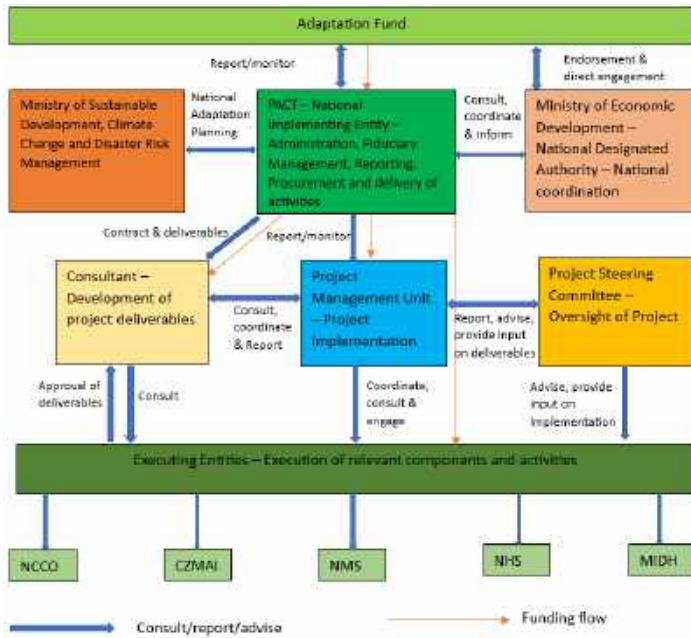 Adaptation Fund
Report/monitor
Endorsement &
direct engagement
Ministry of Sustainable
Development, Climate
Change and Disaster Risk
Management
National
Adaptation
Planning
PACT – National
Implementing Entity –
Administration, Fiduciary
Management, Reporting,
Procurement and delivery of
activities
Consult,
coordinate
& Inform
Ministry of Economic
Development –
National Designated
Authority – National
coordination
Contract & deliverables
Report/monitor
Consultant –
Development of
project deliverables
Consult,
coordinate
& Report
Project
Management Unit
– Project
Implementation
Report, advise,
provide input
on deliverables
Project Steering
Committee –
Oversight of Project
Approval of
deliverables
Consult
Coordinate,
consult &
engage
Advise, provide
input on
Implementation
Executing Entities – Execution of relevant components and activities
NCCO
CZMAI
NMS
NHS
MIDH
Consult/report/advise
Funding flow